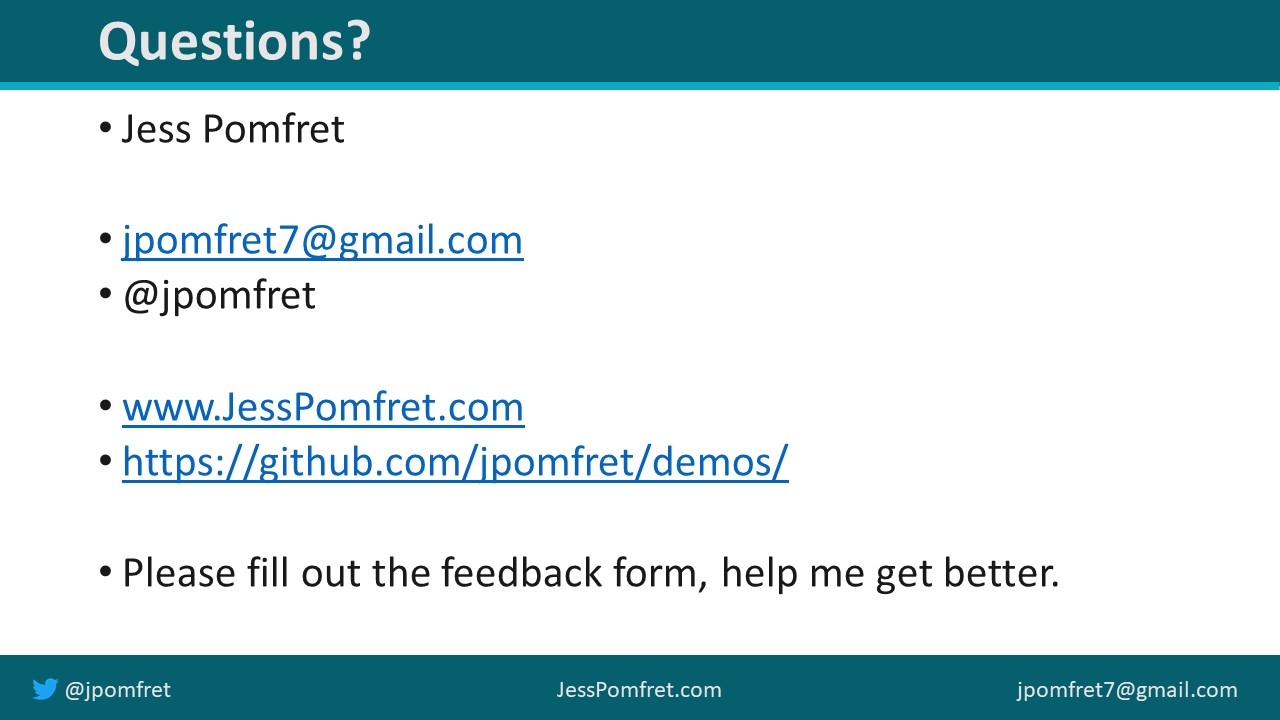 Questions?
• Jess Pomfret
• jpomfret7@gmail.com
• @jpomfret
• www.JessPomfret.com
• https://github.com/jpomfret/demos/
• Please fill out the feedback form, help me get better.
@jpomfret JessPomfret.com jpomfret7@gmail.com